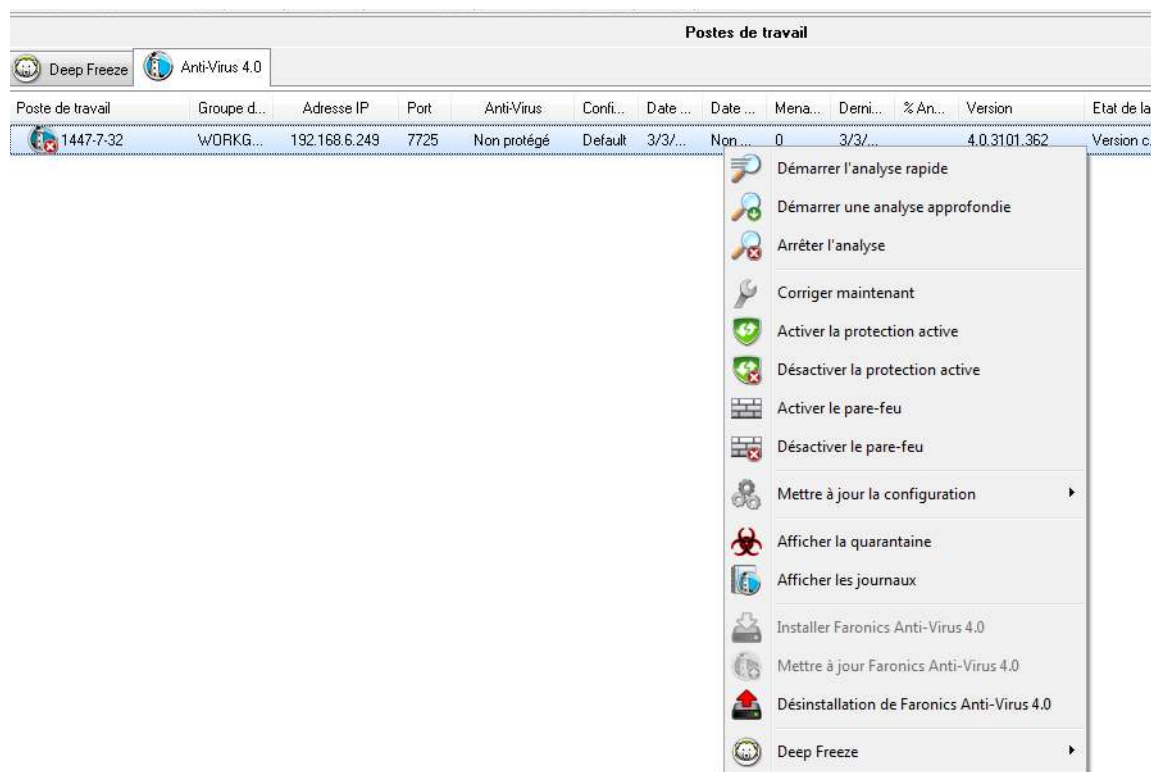 Postes de travail
Deep Freeze
Anti-Virus 4.0
Poste de travail Groupe d... Adresse IP Port Anti-Virus Confi... Date ... Date ... Mena... Derni... % An... Version Etat de la
1447-7-32 WORKG... 192.168.6.249 7725 Non protégé Default 3/3/... Non ... 0 3/3/... 4.0.3101.362 Version c.
Démarrer l'analyse rapide
Démarrer une analyse approfondie
Arrêter l'analyse
Corriger maintenant
Activer la protection active
Désactiver la protection active
Activer le pare-feu
Désactiver le pare-feu
Mettre à jour la configuration
Afficher la quarantaine
Afficher les journaux
Installer Faronics Anti-Virus 4.0
Mettre à jour Faronics Anti-Virus 4.0
Désinstallation de Faronics Anti-Virus 4.0
Deep Freeze